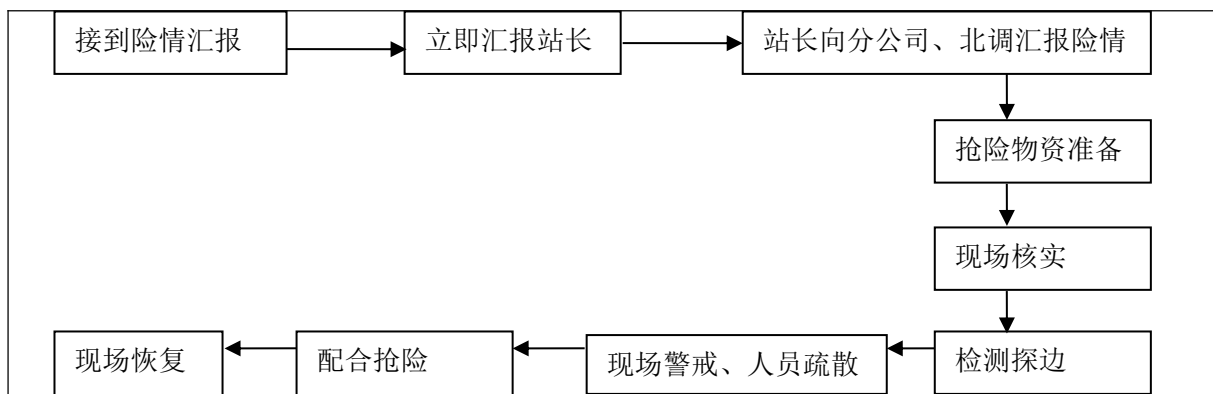 接到险情汇报
立即汇报站长
站长向分公司、北调汇报险情
抢险物资准备
现场核实
检测探边
现场警戒、人员疏散
配合抢险
现场恢复